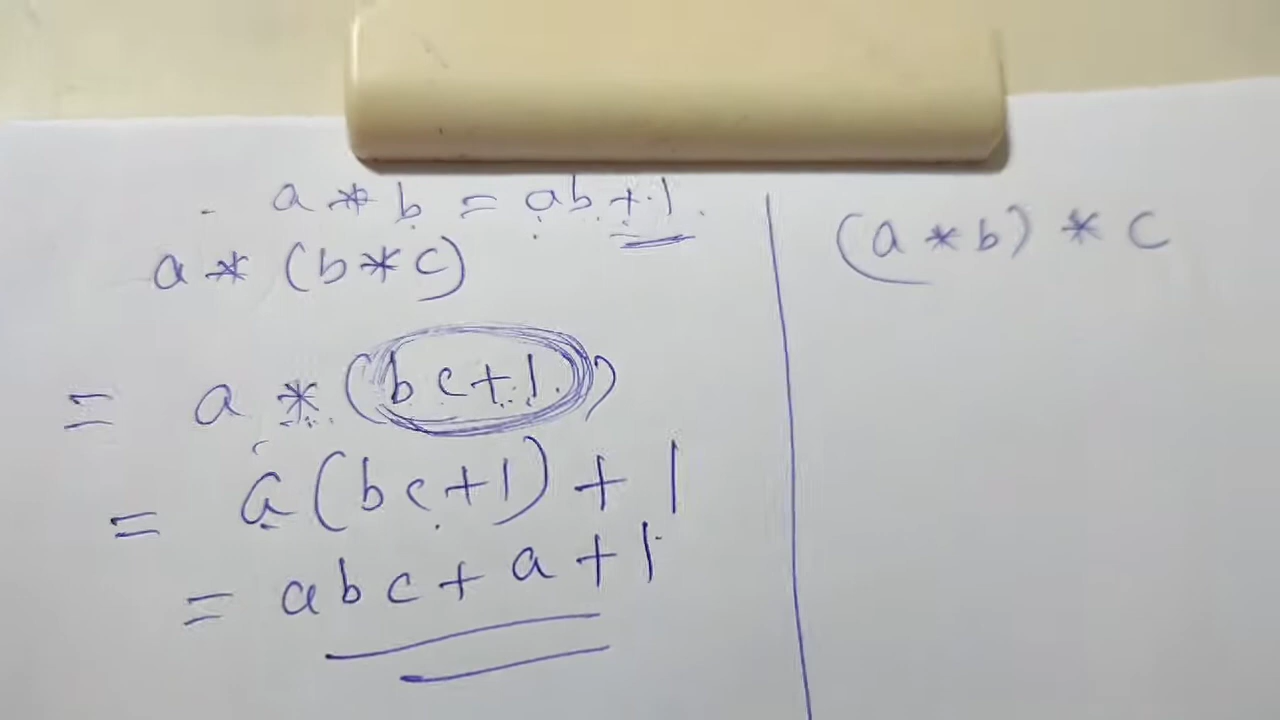 a * b = ab + 1
a * (b * c)
= a * (bc + 1)
= a (bc + 1) + 1
= abc + a + 1
(a * b) * c